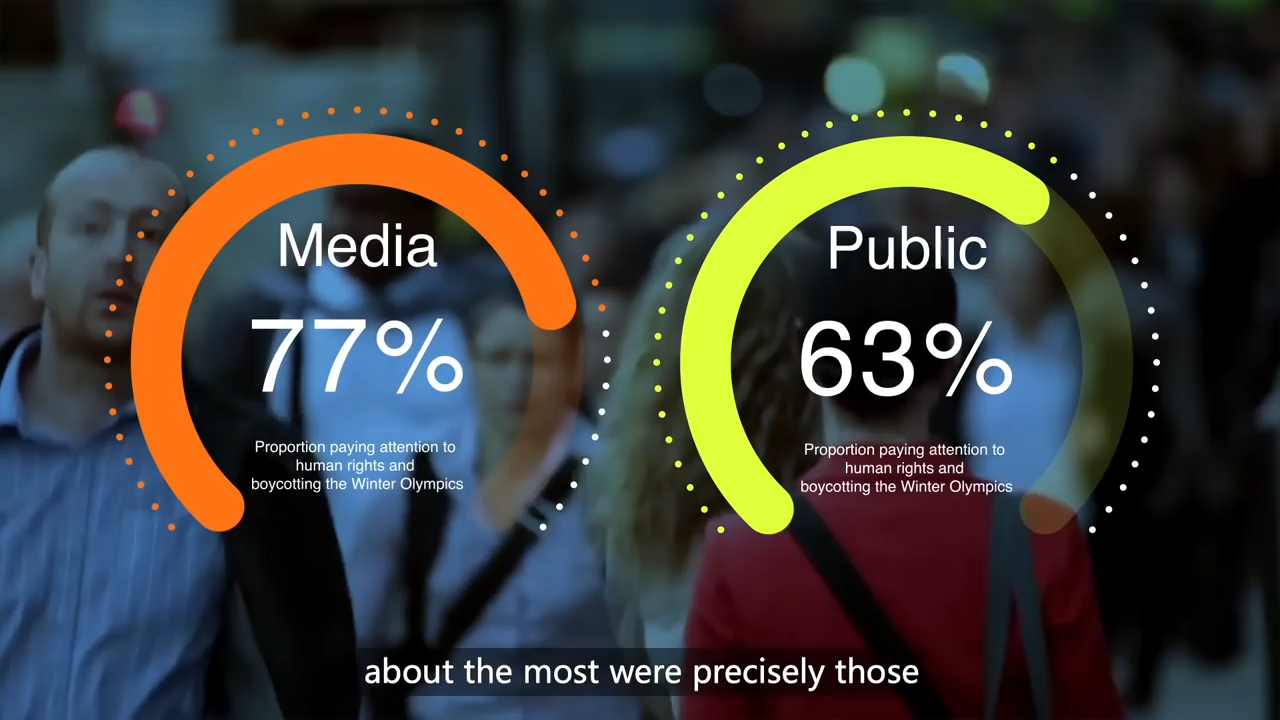 Media
77%
Proportion paying attention to
human rights and
boycotting the Winter Olympics
Public
63%
Proportion paying attention to
human rights and
boycotting the Winter Olympics
about the most were precisely those